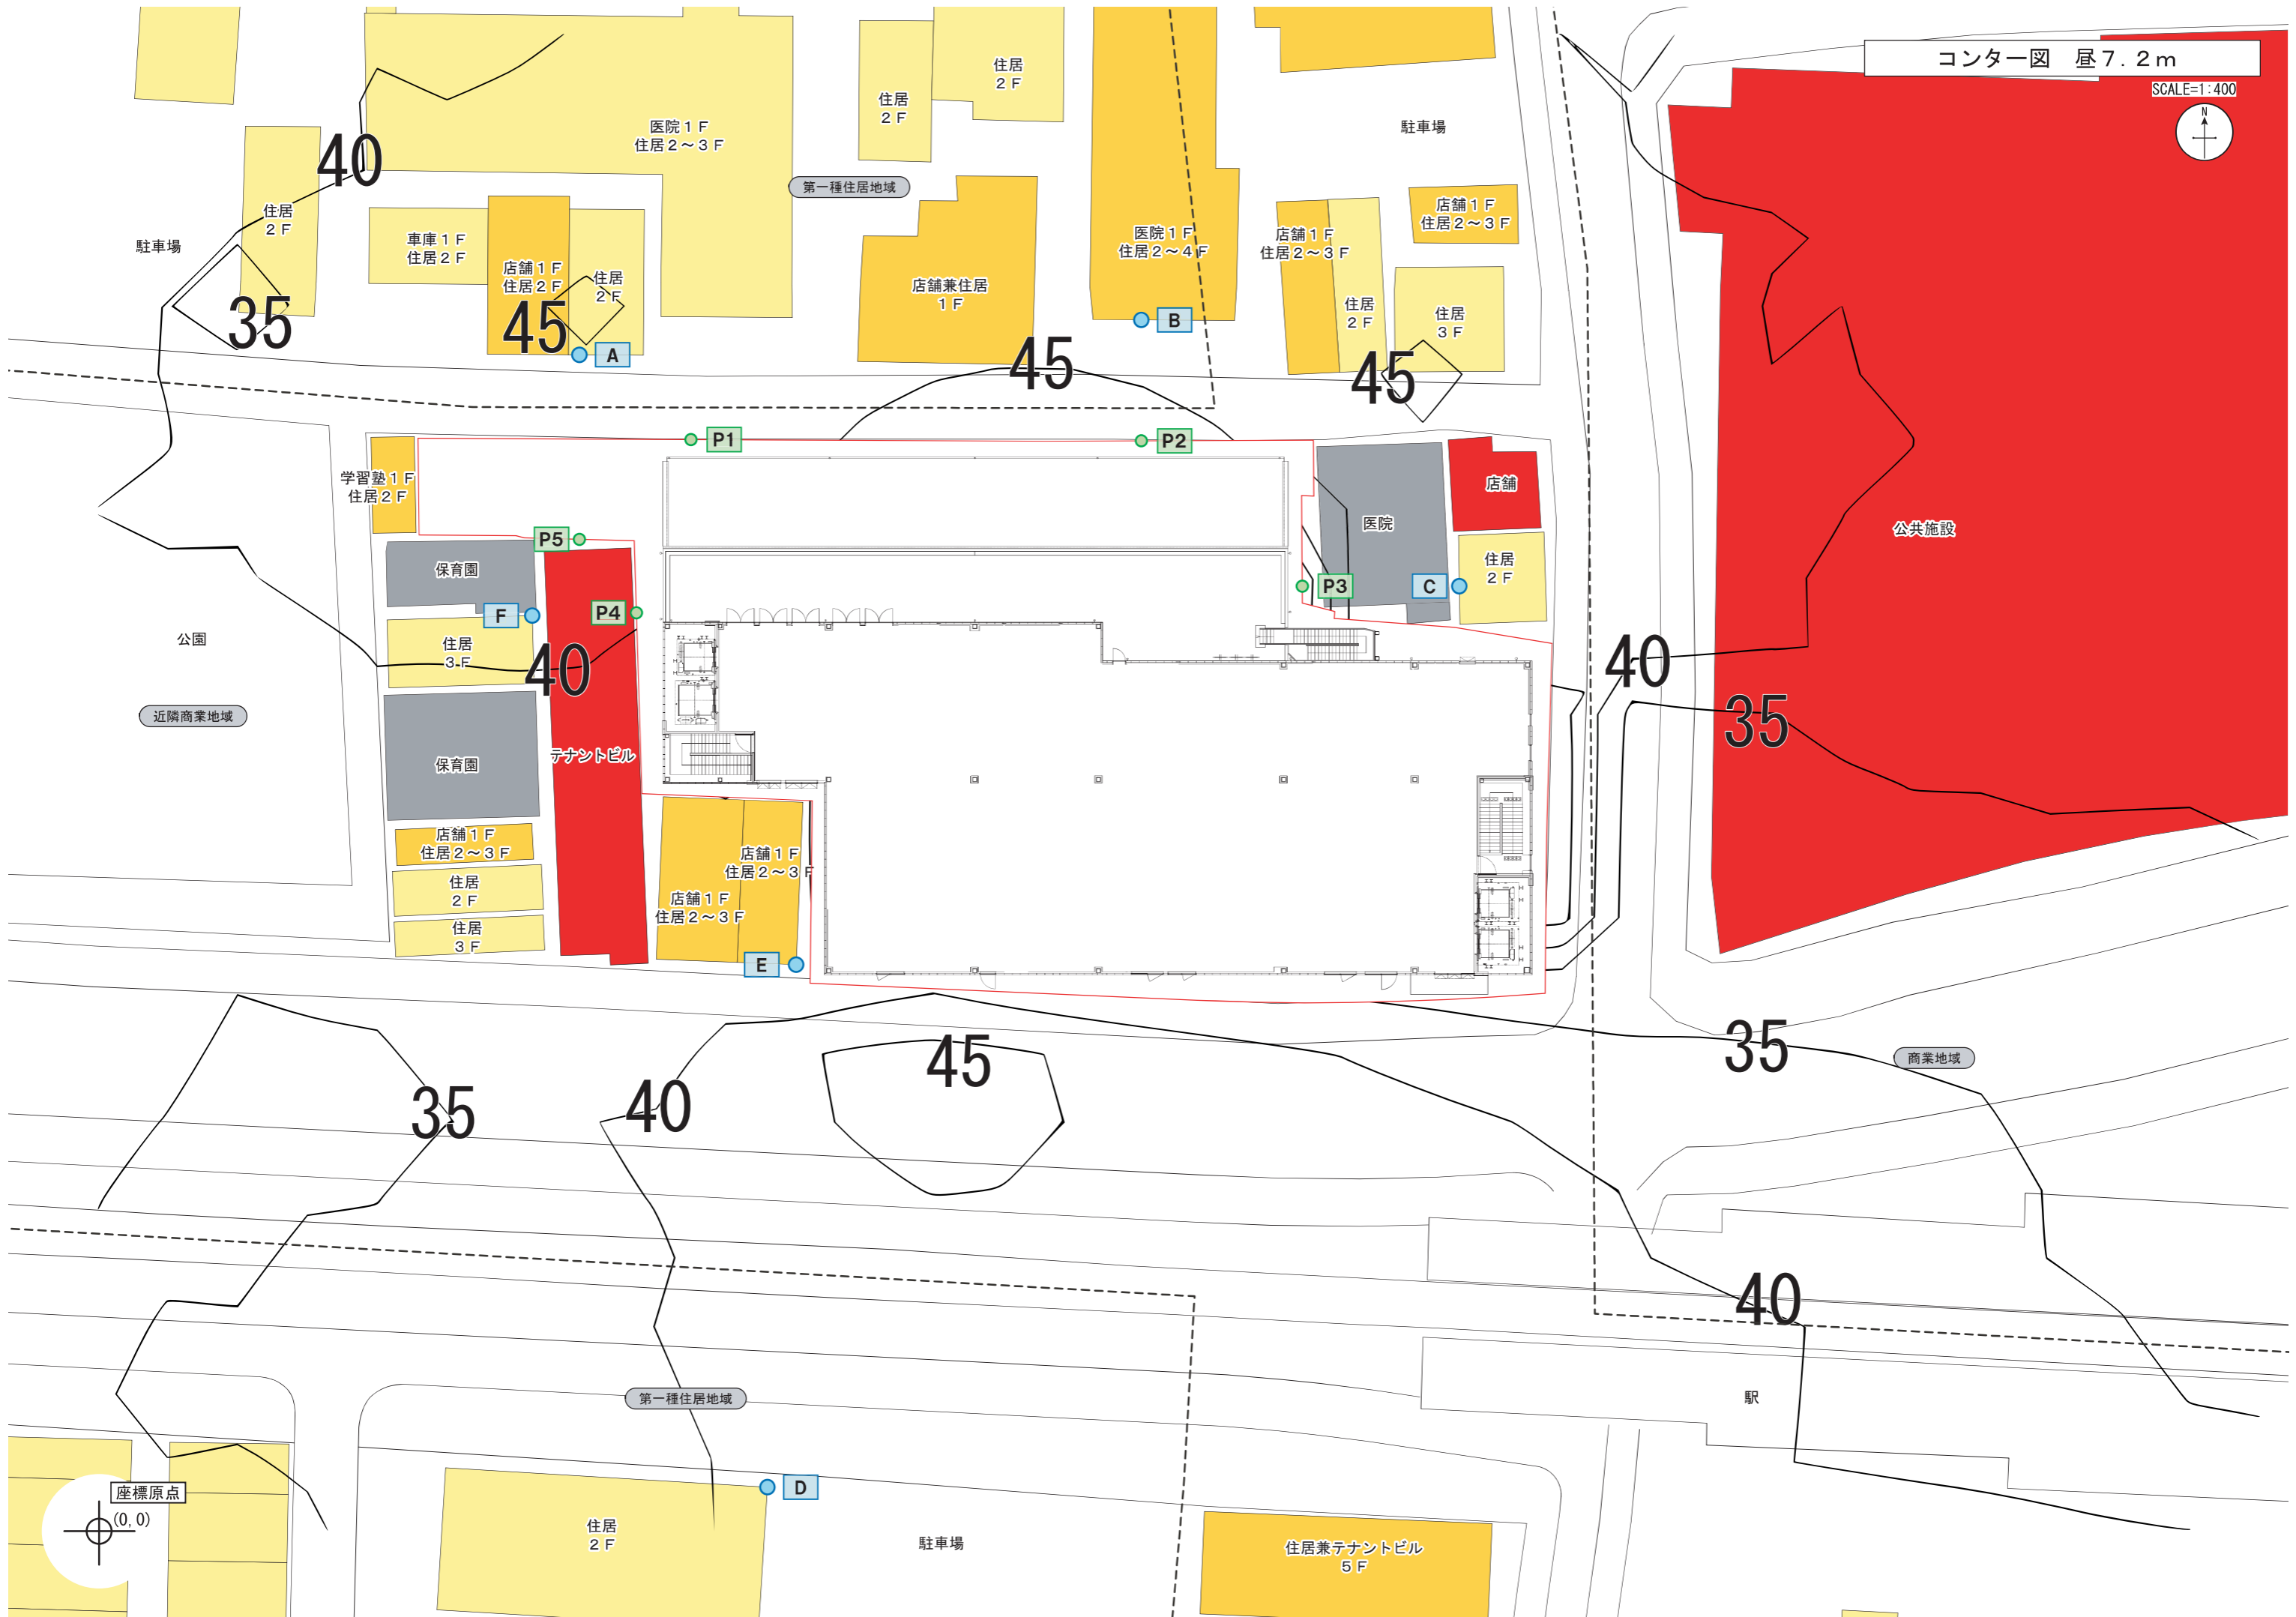 コンター図 昼7.2m
SCALE=1:400
N
住居
2F
住居
2F
医院1F
住居2~3F
駐車場
40
第一種住居地域
住居
2F
駐車場
車庫1F
住居2F
店舗1F
住居2F
住居
2F
店舗兼住居
1F
医院1F
住居2~4F
店舗1F
住居2~3F
店舗1F
住居2~3F
住居
2F
住居
3F
35
45
A
B
45
45
P1
P2
学習塾1F
住居2F
医院
店舗
公共施設
P5
保育園
住居
2F
P3
C
F
P4
公園
住居
3F
40
40
近隣商業地域
35
テナントビル
保育園
店舗1F
住居2~3F
店舗1F
住居2~3F
住居
2F
店舗1F
住居2~3F
住居
3F
E
45
35
商業地域
35
40
40
第一種住居地域
駅
座標原点
(0,0)
D
住居
2F
駐車場
住居兼テナントビル
5F